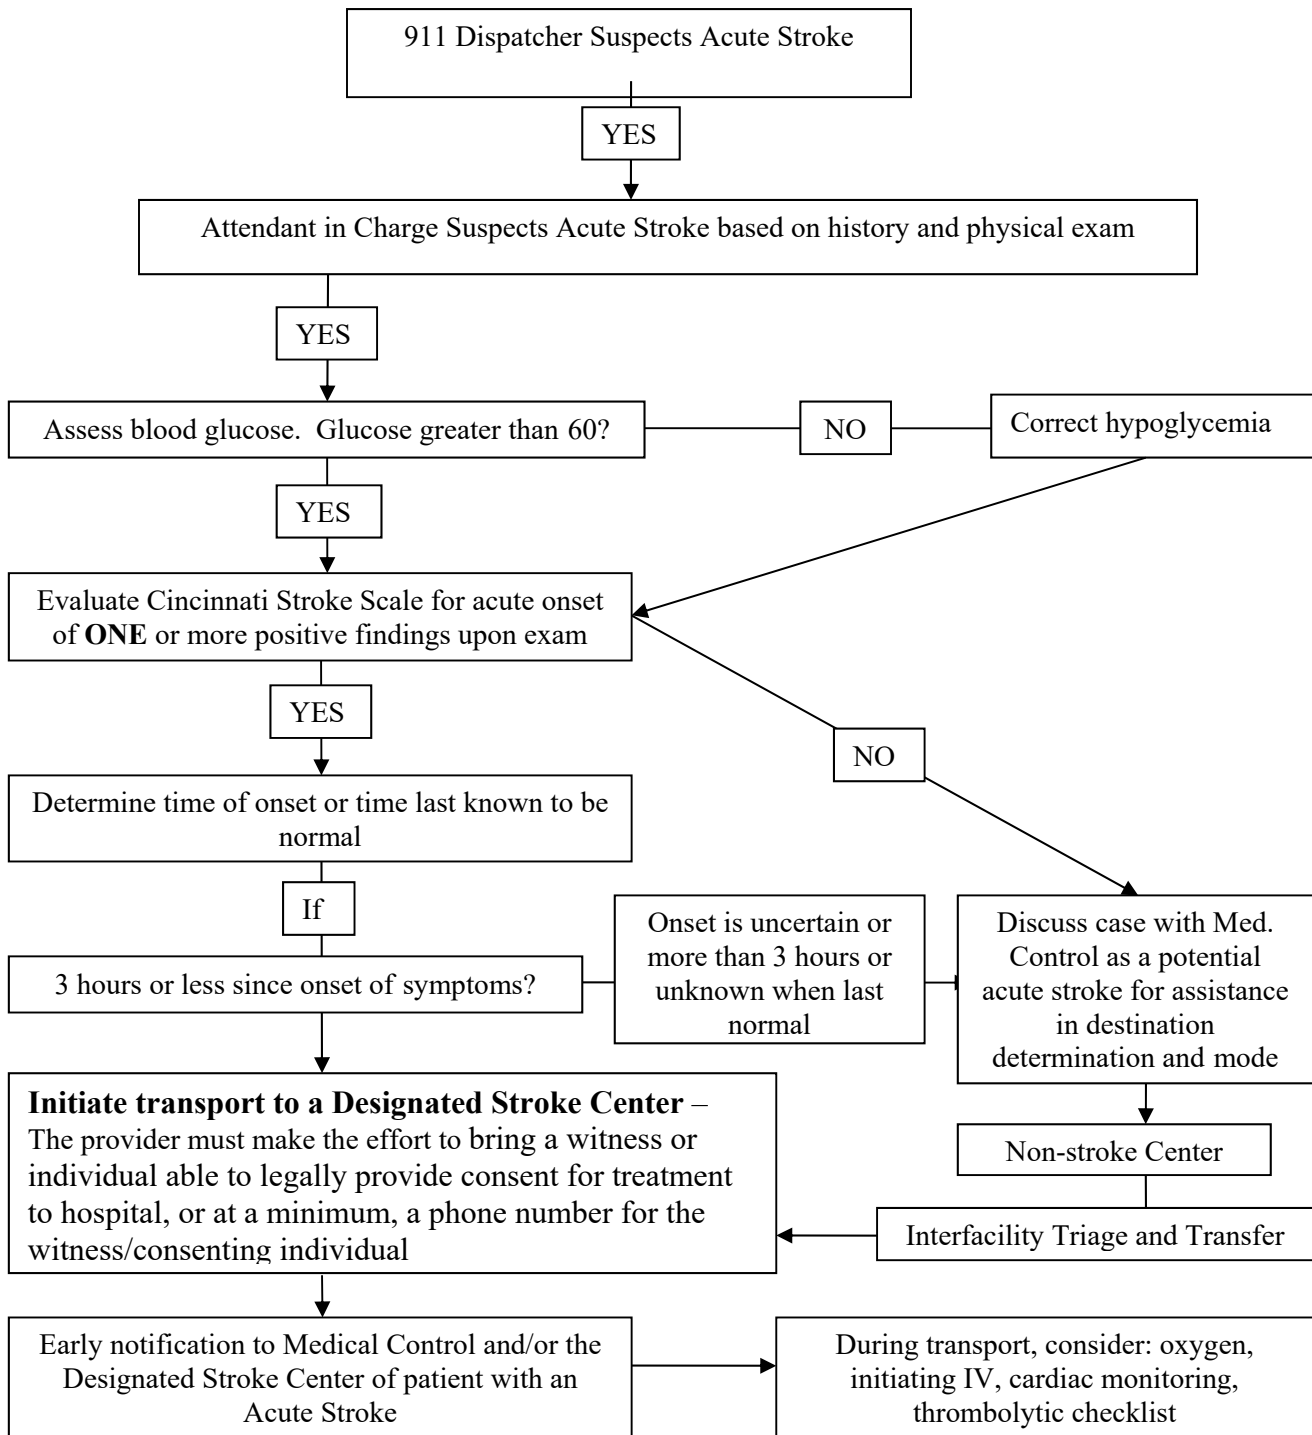 911 Dispatcher Suspects Acute Stroke
YES
Attendant in Charge Suspects Acute Stroke based on history and physical exam
YES
Assess blood glucose.  Glucose greater than 60?
NO
Correct hypoglycemia
YES
Evaluate Cincinnati Stroke Scale for acute onset
of ONE or more positive findings upon exam
YES
NO
Determine time of onset or time last known to be
normal
If
3 hours or less since onset of symptoms?
Onset is uncertain or
more than 3 hours or
unknown when last
normal
Discuss case with Med.
Control as a potential
acute stroke for assistance
in destination
determination and mode
Initiate transport to a Designated Stroke Center –
The provider must make the effort to bring a witness or
individual able to legally provide consent for treatment
to hospital, or at a minimum, a phone number for the
witness/consenting individual
Non-stroke Center
Interfacility Triage and Transfer
Early notification to Medical Control and/or the
Designated Stroke Center of patient with an
Acute Stroke
During transport, consider: oxygen,
initiating IV, cardiac monitoring,
thrombolytic checklist